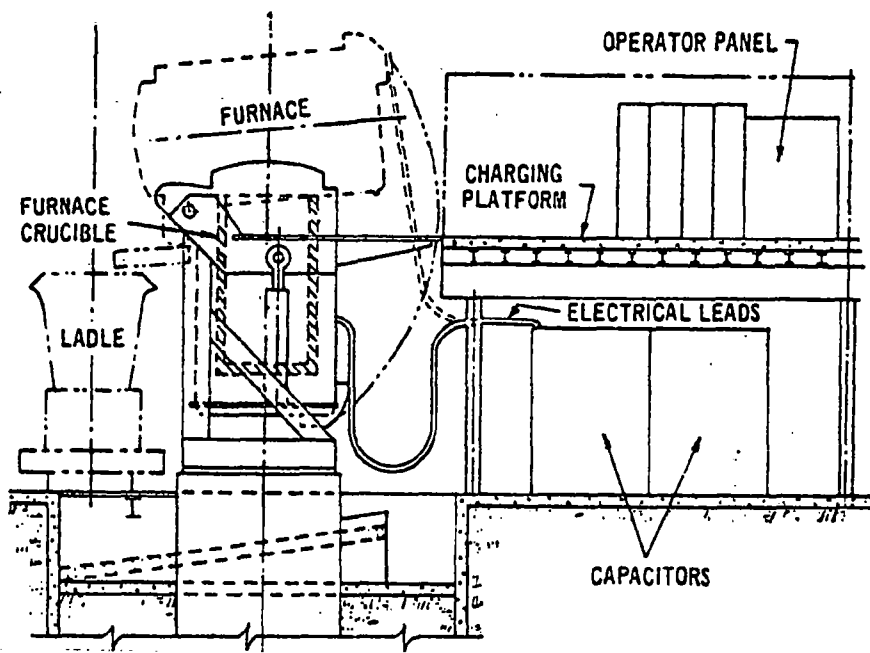 OPERATOR PANEL
FURNACE
CHARGING
PLATFORM
FURNACE
CRUCIBLE
ELECTRICAL LEADS
LADLE
CAPACITORS